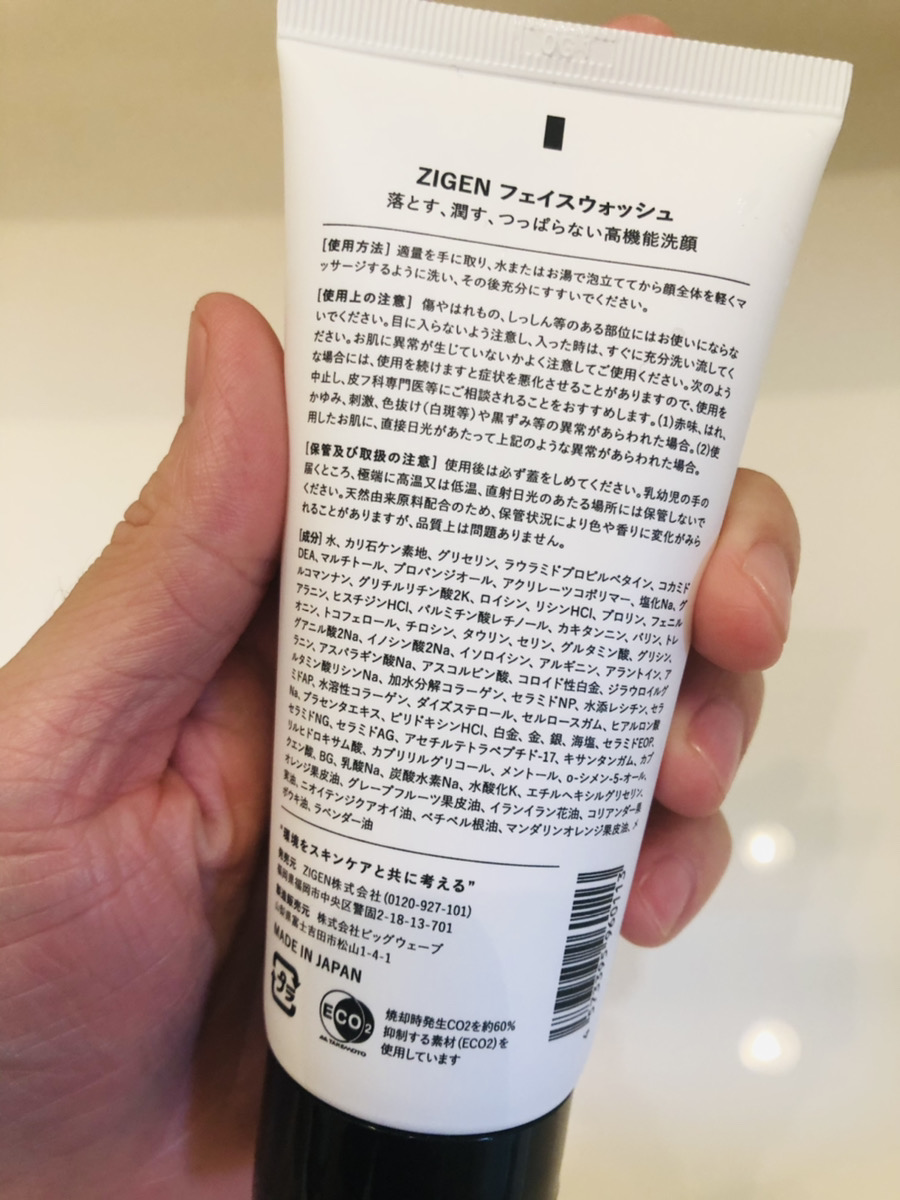 ZIGEN フェイスウォッシュ
落とす、潤す、つっぱらない高機能洗顔
[使用方法] 適量を手に取り、水またはお湯で泡立ててから顔全体を軽くマ
ッサージするように洗い、その後充分にすすいでください。
[使用上の注意] 傷やはれもの、しっしん等のある部位にはお使いにならな
いでください。目に入らないよう注意し、入った時は、すぐに充分洗い流してく
ださい。お肌に異常が生じていないかよく注意してご使用ください。次のよう
な場合には、使用を続けますと症状を悪化させることがありますので、使用を
中止し、皮フ科専門医等にご相談されることをおすすめします。(1)赤味、はれ、
かゆみ、刺激、色抜け(白斑等)や黒ずみ等の異常があらわれた場合。(2)使
用したお肌に、直接日光があたって上記のような異常があらわれた場合。
[保管及び取扱の注意] 使用後は必ず蓋をしめてください。乳幼児の手の
届くところ、極端に高温又は低温、直射日光のあたる場所には保管しないで
ください。天然由来原料配合のため、保管状況により色や香りに変化がみら
れることがありますが、品質上は問題ありません。
[成分] 水、カリ石ケン素地、グリセリン、ラウラミドプロピルベタイン、コカミド
DEA、マルチトール、プロパンジオール、アクリレーツコポリマー、塩化Na、グ
ルコマンナン、グリチルリチン酸2K、ロイシン、リシンHCl、プロリン、フェニル
アラニン、ヒスチジンHCl、パルミチン酸レチノール、カキタンニン、バリン、トレ
オニン、トコフェロール、チロシン、タウリン、セリン、グルタミン酸、グリシン、
グアニル酸2Na、イノシン酸2Na、イソロイシン、アルギニン、アラントイン、ア
ラニン、アスパラギン酸Na、アスコルビン酸、コロイド性白金、ジラウロイルグ
ルタミン酸リシンNa、加水分解コラーゲン、セラミドNP、水添レシチン、セラ
ミドAP、水溶性コラーゲン、ダイズステロール、セルロースガム、ヒアルロン酸
Na、プラセンタエキス、ピリドキシンHCl、白金、金、銀、海塩、セラミドEOP、
セラミドNG、セラミドAG、アセチルテトラペプチド-17、キサンタンガム、カプ
リルヒドロキサム酸、カプリリルグリコール、メントール、o-シメン-5-オール、
クエン酸、BG、乳酸Na、炭酸水素Na、水酸化K、エチルヘキシルグリセリン、
オレンジ果皮油、グレープフルーツ果皮油、イランイラン花油、コリアンダー果
実油、ニオイテンジクアオイ油、ベチベル根油、マンダリンオレンジ果皮油、メ
ボウキ油、ラベンダー油
"環境をスキンケアと共に考える"
発売元 ZIGEN株式会社(0120-927-101)
福岡県福岡市中央区警固2-18-13-701
製造販売元 株式会社ビッグウェーブ
山梨県富士吉田市松山1-4-1
MADE IN JAPAN
プラ
ECO2
M.TAKEMOTO
焼却時発生CO2を約60%
抑制する素材(ECO2)を
使用しています